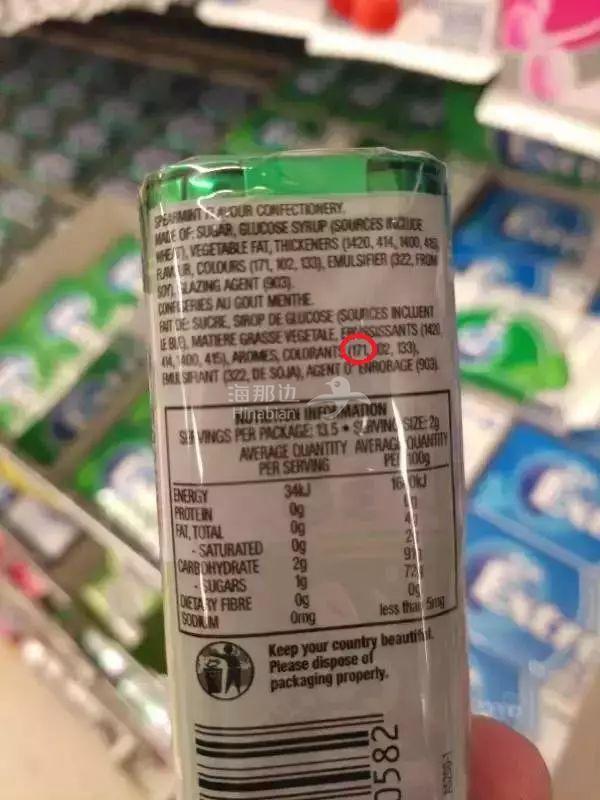 SPEARMINT FLAVOUR CONFECTIONERY.
MADE OF: SUGAR, GLUCOSE SYRUP (SOURCES INCLUDE
WHEAT), VEGETABLE FAT, THICKENERS (1420, 414, 1400, 415),
FLAVOUR, COLOURS (171, 102, 133), EMULSIFIER (322, FROM
SOY), GLAZING AGENT (903).
CONFISERIES AU GOUT MENTHE.
FAIT DE: SUCRE, SIROP DE GLUCOSE (SOURCES INCLUENT
LE BLE), MATIERE GRASSE VEGETALE, EPAISSISSANTS (1420,
414, 1400, 415), AROMES, COLORANTS (171, 102, 133),
EMULSIFIANT (322, DE SOJA), AGENT D'ENROBAGE (903).
海那边
Hinabian
NUTRITION INFORMATION
SERVINGS PER PACKAGE: 13.5 • SERVING SIZE: 2g
AVERAGE QUANTITY AVERAGE QUANTITY
PER SERVING PER 100g
ENERGY 34kJ
PROTEIN 0g
FAT, TOTAL 0g
- SATURATED 0g
CARBOHYDRATE 2g
- SUGARS 1g
DIETARY FIBRE 0g 0g
SODIUM 0mg less than 5mg
Keep your country beautiful.
Please dispose of
packaging properly.
0582